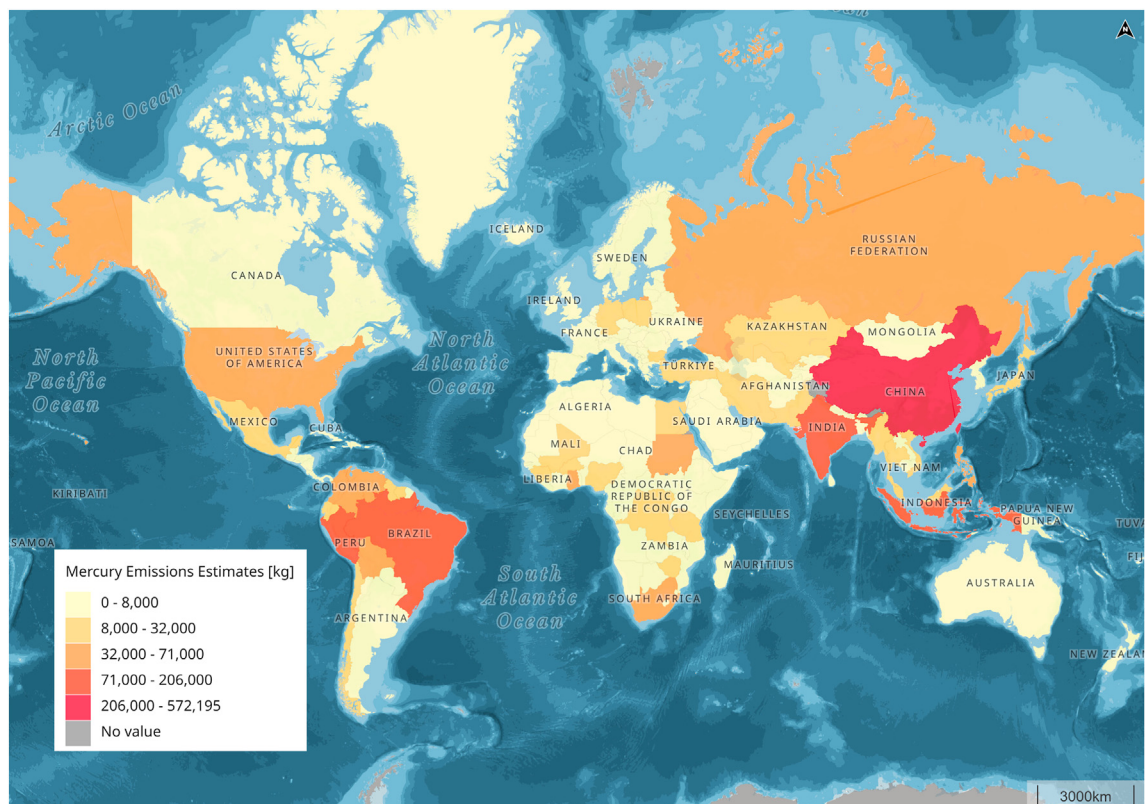 N
Arctic Ocean
ICELAND
SWEDEN
RUSSIAN
FEDERATION
CANADA
IRELAND
UKRAINE
KAZAKHSTAN
MONGOLIA
FRANCE
North
Pacific
Ocean
UNITED STATES
OF AMERICA
North
Atlantic
Ocean
TÜRKIYE
AFGHANISTAN
JAPAN
CHINA
ALGERIA
MEXICO
CUBA
SAUDI ARABIA
INDIA
MALI
CHAD
VIET NAM
LIBERIA
COLOMBIA
DEMOCRATIC
REPUBLIC OF
THE CONGO
KIRIBATI
INDONESIA
SEYCHELLES
PAPUA NEW
GUINEA
TUV
BRAZIL
SAMOA
PERU
ZAMBIA
FI
MAURITIUS
South
Atlantic
Ocean
AUSTRALIA
SOUTH AFRICA
ARGENTINA
NEW ZEALA
Mercury Emissions Estimates [kg]
0 - 8,000
8,000 - 32,000
32,000 - 71,000
71,000 - 206,000
206,000 - 572,195
No value
3000km